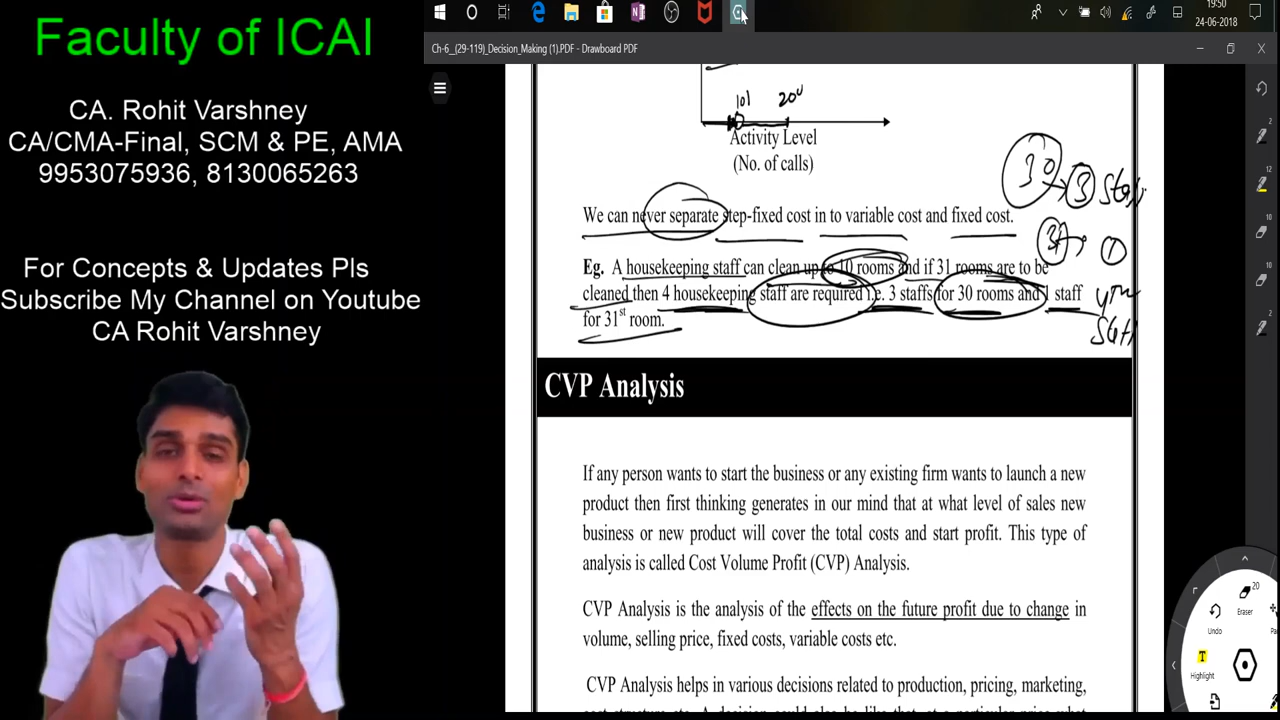 Faculty of ICAI
CA. Rohit Varshney
CA/CMA-Final, SCM & PE, AMA
9953075936, 8130065263
For Concepts & Updates Pls
Subscribe My Channel on Youtube
CA Rohit Varshney
19:50
24-06-2018
Ch-6__(29-119)_Decision_Making (1).PDF - Drawboard PDF
101
200
Activity Level
(No. of calls)
30
3 Staff
We can never separate step-fixed cost in to variable cost and fixed cost.
1
Eg. A housekeeping staff can clean up to 10 rooms and if 31 rooms are to be
cleaned then 4 housekeeping staff are required i.e. 3 staffs for 30 rooms and 1 staff
for 31st room.
CVP Analysis
If any person wants to start the business or any existing firm wants to launch a new
product then first thinking generates in our mind that at what level of sales new
business or new product will cover the total costs and start profit. This type of
analysis is called Cost Volume Profit (CVP) Analysis.
CVP Analysis is the analysis of the effects on the future profit due to change in
volume, selling price, fixed costs, variable costs etc.
CVP Analysis helps in various decisions related to production, pricing, marketing,
20
Eraser
Undo
Highlight